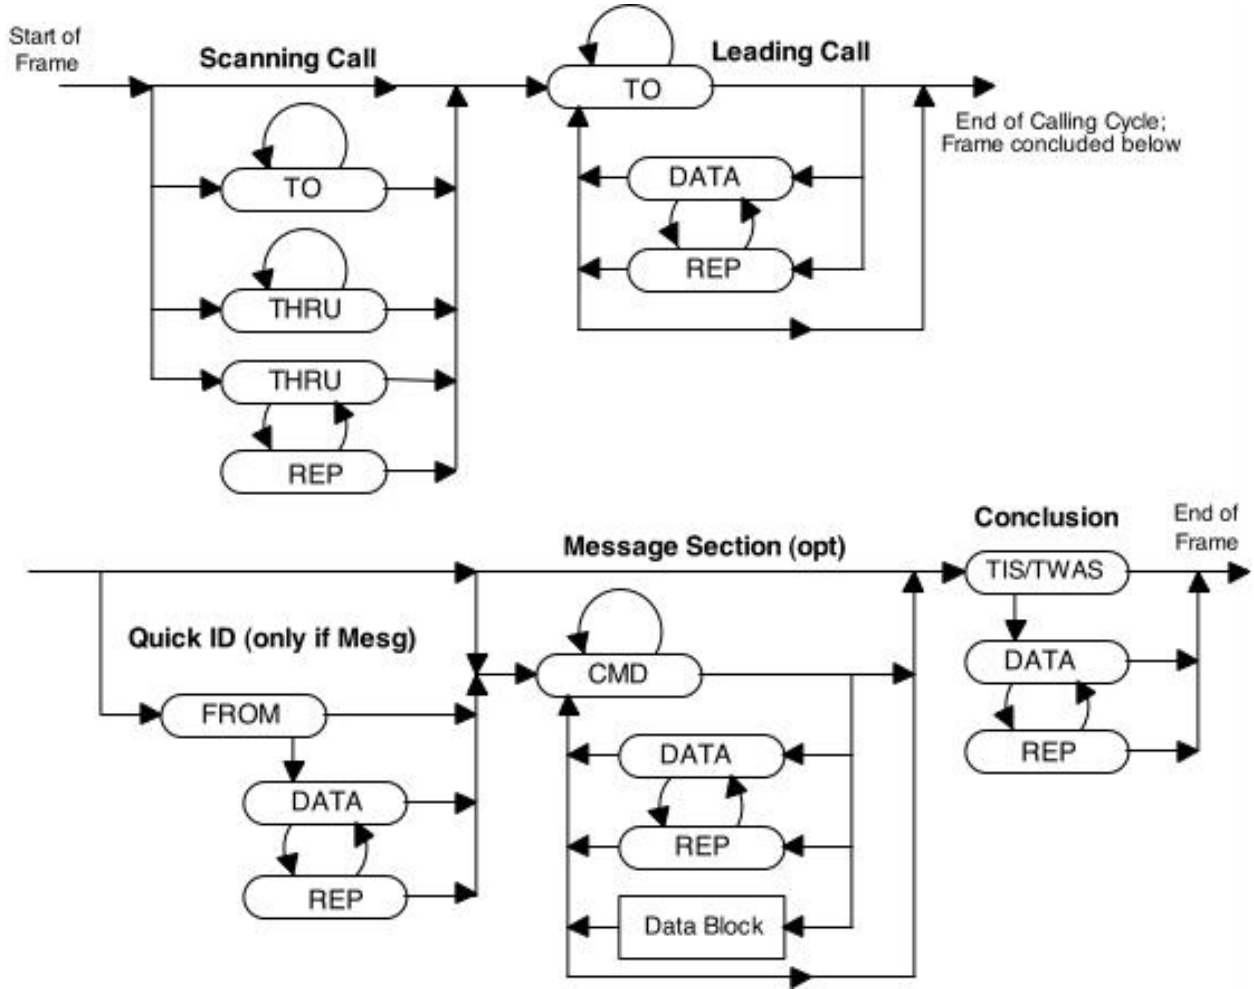 Start of
Frame
Scanning Call
Leading Call
TO
End of Calling Cycle;
Frame concluded below
TO
DATA
REP
THRU
THRU
REP
Conclusion
End of
Frame
Message Section (opt)
TIS/TWAS
Quick ID (only if Mesg)
CMD
DATA
FROM
DATA
REP
DATA
REP
REP
Data Block